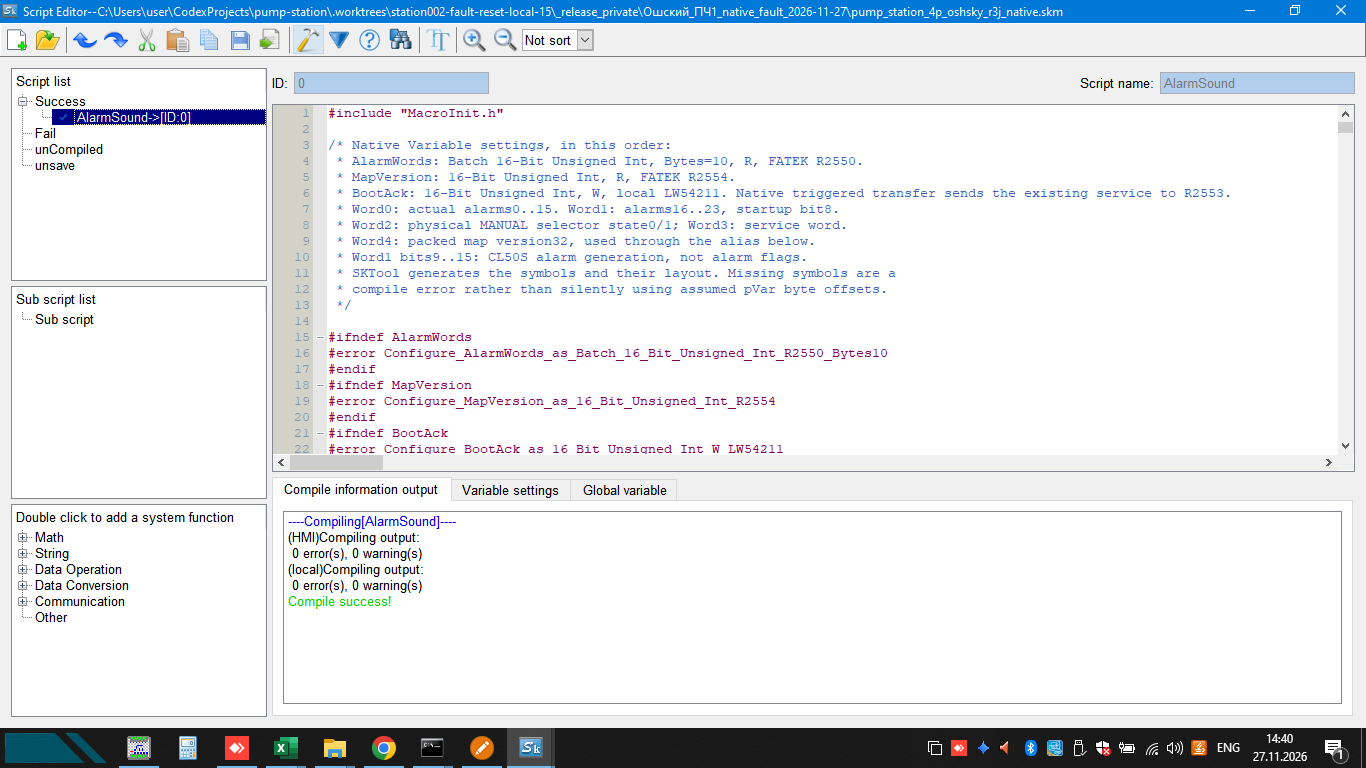 Script Editor--C:\Users\user\CodexProjects\pump-station\.worktrees\station002-fault-reset-local-15\_release_private\Ошский_ПЧ1_native_fault_2026-11-27\pump_station_4p_oshsky_r3j_native.skm
Not sort
Script list
Success
AlarmSound->[ID:0]
Fail
unCompiled
unsave
Sub script list
Sub script
Double click to add a system function
Math
String
Data Operation
Data Conversion
Communication
Other
ID: 0
Script name: AlarmSound
1 #include "MacroInit.h"
2
3 /* Native Variable settings, in this order:
4 * AlarmWords: Batch 16-Bit Unsigned Int, Bytes=10, R, FATEK R2550.
5 * MapVersion: 16-Bit Unsigned Int, R, FATEK R2554.
6 * BootAck: 16-Bit Unsigned Int, W, local LW54211. Native triggered transfer sends the existing service to R2553.
7 * Word0: actual alarms0..15. Word1: alarms16..23, startup bit8.
8 * Word2: physical MANUAL selector state0/1; Word3: service word.
9 * Word4: packed map version32, used through the alias below.
10 * Word1 bits9..15: CL50S alarm generation, not alarm flags.
11 * SKTool generates the symbols and their layout. Missing symbols are a
12 * compile error rather than silently using assumed pVar byte offsets.
13 */
14
15 #ifndef AlarmWords
16 #error Configure_AlarmWords_as_Batch_16_Bit_Unsigned_Int_R2550_Bytes10
17 #endif
18 #ifndef MapVersion
19 #error Configure_MapVersion_as_16_Bit_Unsigned_Int_R2554
20 #endif
21 #ifndef BootAck
22 #error Configure_BootAck_as_16_Bit_Unsigned_Int_W_LW54211
Compile information output
Variable settings
Global variable
----Compiling[AlarmSound]----
(HMI)Compiling output:
0 error(s), 0 warning(s)
(local)Compiling output:
0 error(s), 0 warning(s)
Compile success!
ENG
14:40
27.11.2026
1